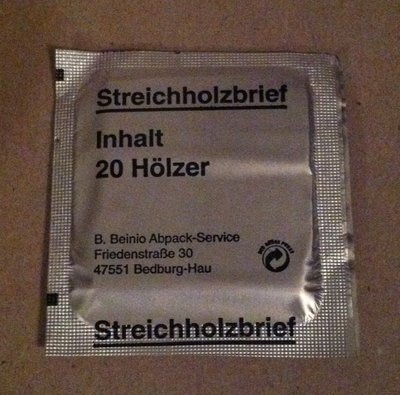 Streichholzbrief
Inhalt
20 Hölzer
B. Beinio Abpack-Service
Friedenstraße 30
47551 Bedburg-Hau
Streichholzbrief